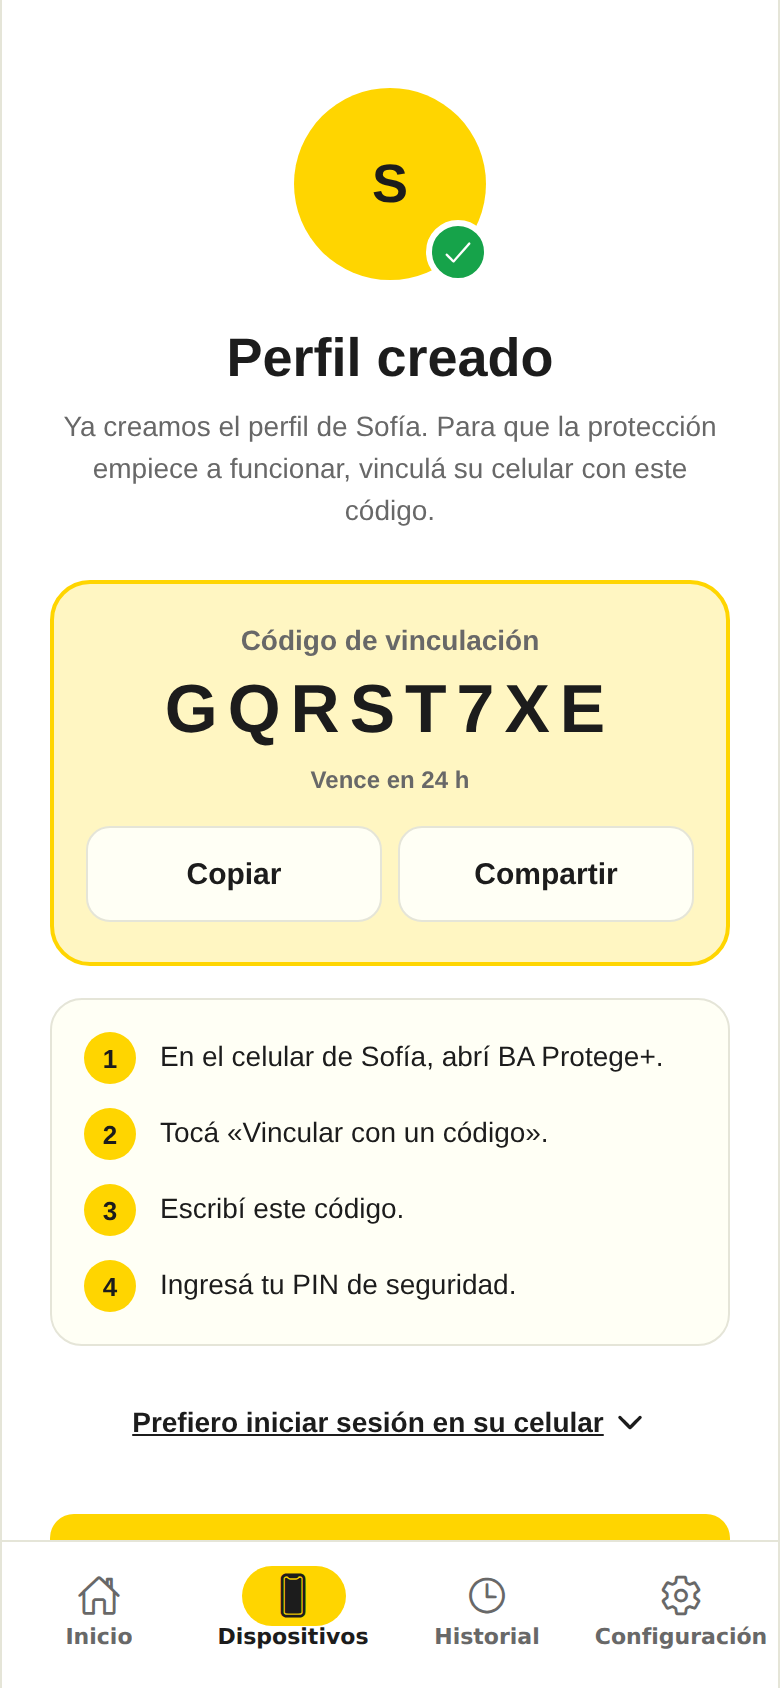 S
Perfil creado
Ya creamos el perfil de Sofía. Para que la protección
empiece a funcionar, vinculá su celular con este
código.
Código de vinculación
GQRST7XE
Vence en 24 h
Copiar
Compartir
1 En el celular de Sofía, abrí BA Protege+.
2 Tocá «Vincular con un código».
3 Escribí este código.
4 Ingresá tu PIN de seguridad.
Prefiero iniciar sesión en su celular
Inicio
Dispositivos
Historial
Configuración